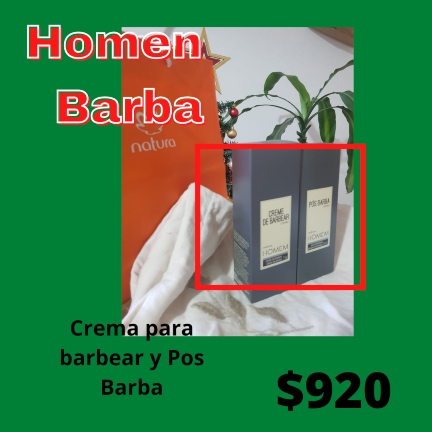 Homen
Barba
natura
CREME
DE BARBEAR
HOMEM
POS BARBA
HOMEM
Crema para
barbear y Pos
Barba
$920